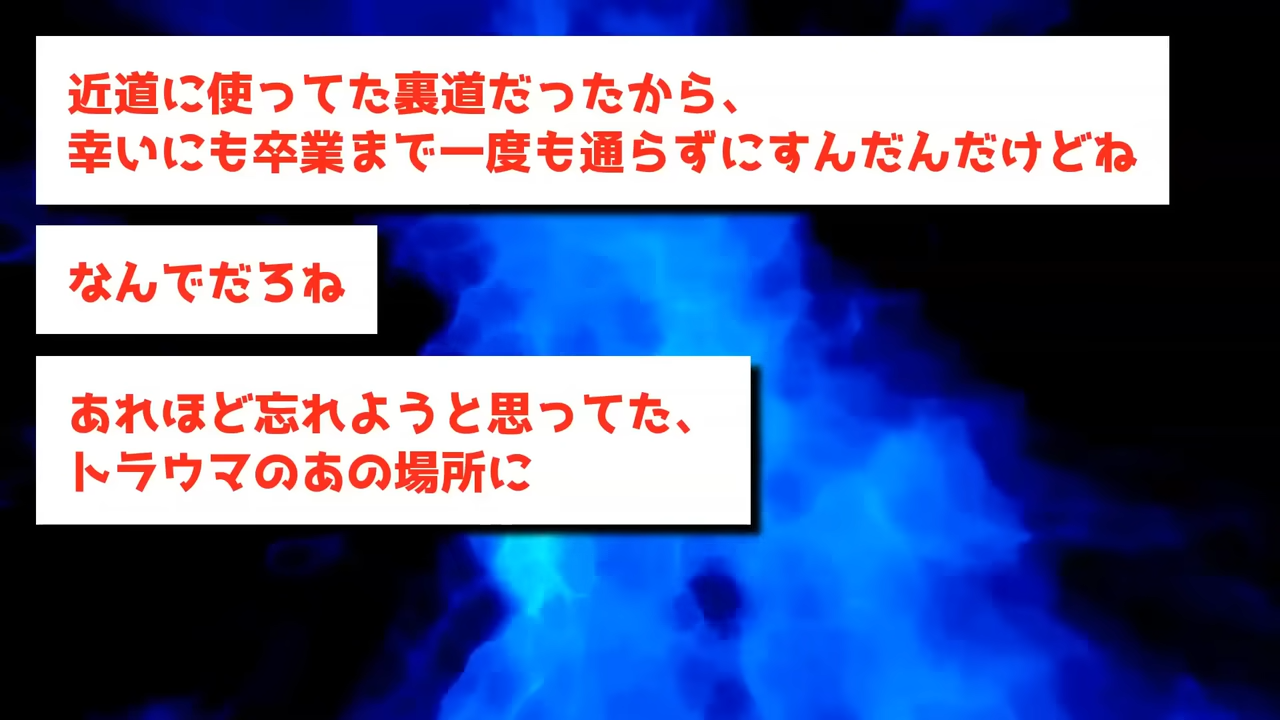 近道に使ってた裏道だったから、
幸いにも卒業まで一度も通らずにすんだんだけどね
なんでだろね
あれほど忘れようと思ってた、
トラウマのあの場所に